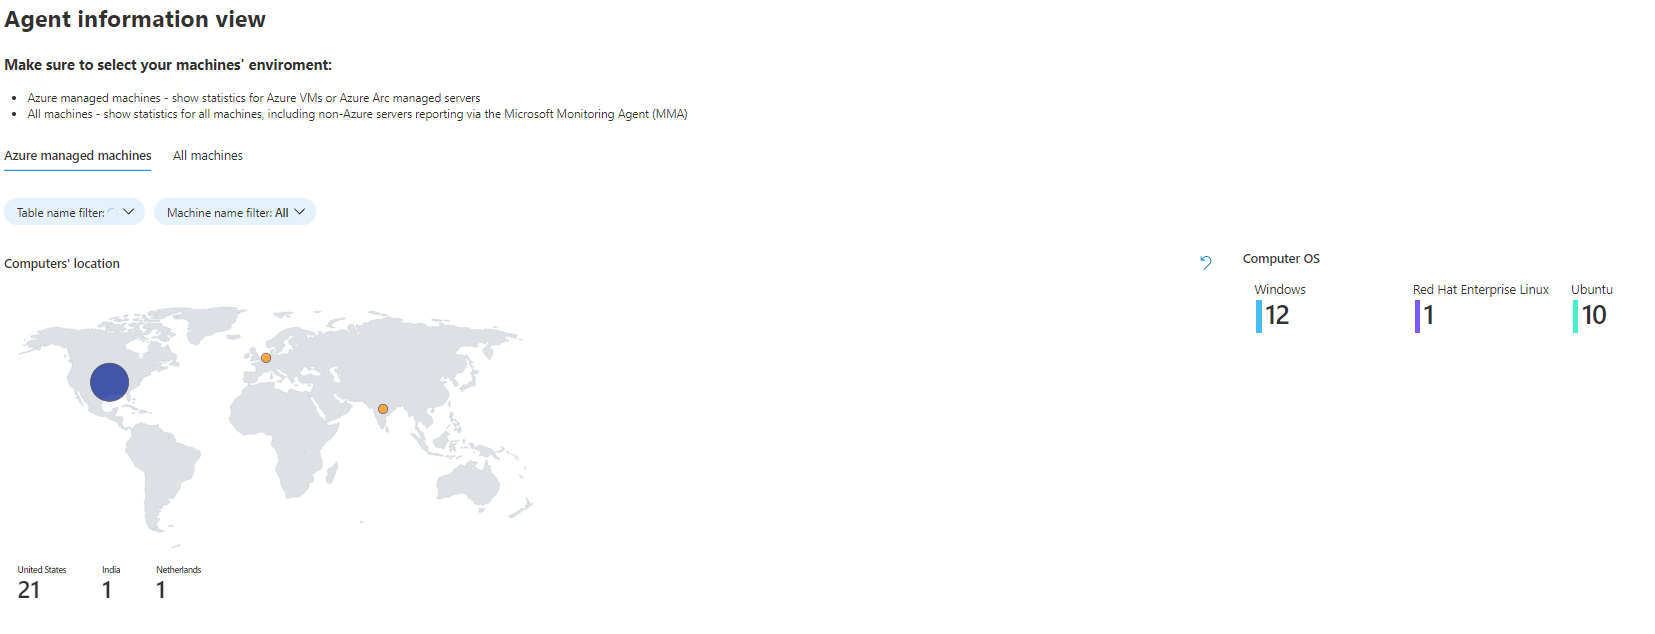 Agent information view
Make sure to select your machines' enviroment:
Azure managed machines - show statistics for Azure VMs or Azure Arc managed servers
All machines - show statistics for all machines, including non-Azure servers reporting via the Microsoft Monitoring Agent (MMA)
Azure managed machines All machines
Table name filter: Machine name filter: All
Computers' location
United States India Netherlands
21 1 1
Computer OS
Windows Red Hat Enterprise Linux Ubuntu
12 1 10